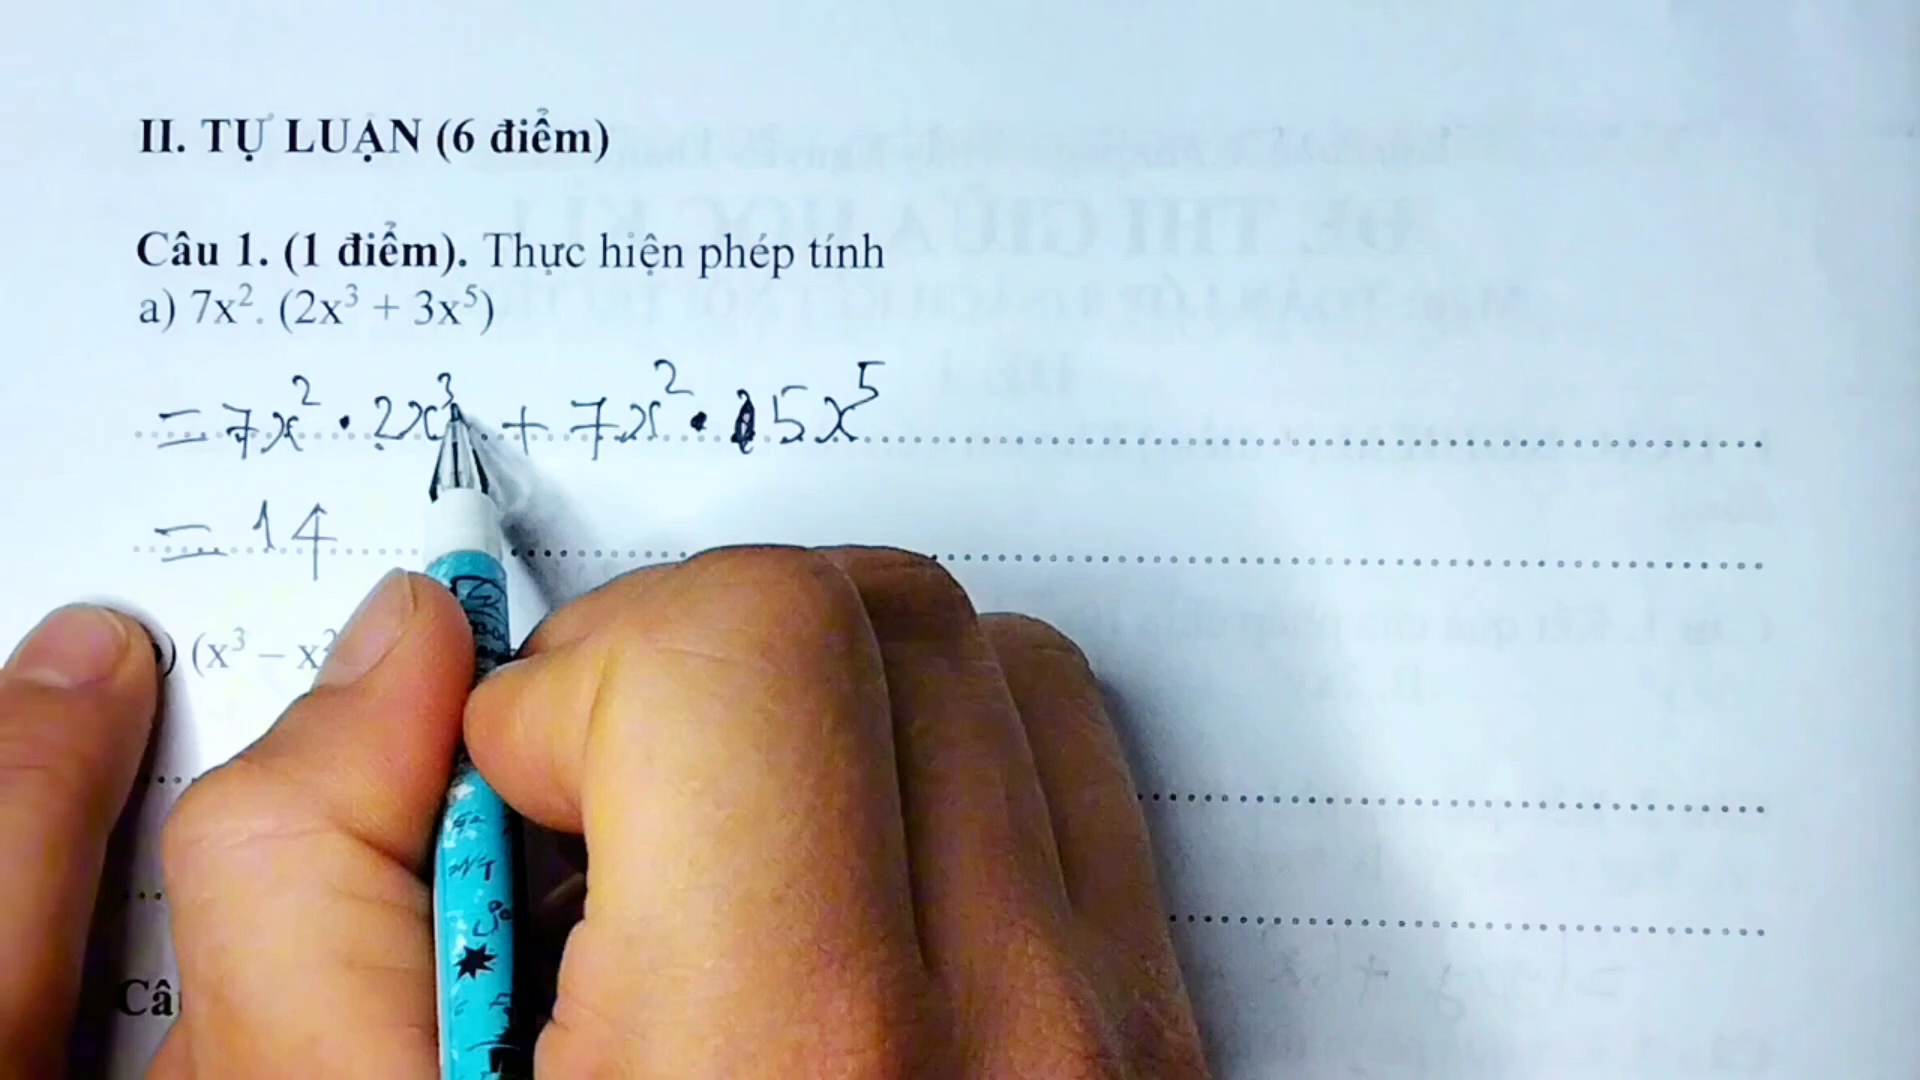 II. TỰ LUẬN (6 điểm)
Câu 1. (1 điểm). Thực hiện phép tính
a) 7x². (2x³ + 3x⁵)
= 7x² · 2x³ + 7x² · 5x⁵
= 14
) (x³ – x
Câ